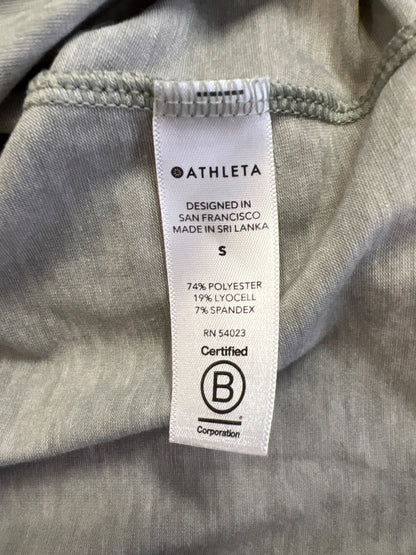 ATHLETA
DESIGNED IN
SAN FRANCISCO
MADE IN SRI LANKA
S
74% POLYESTER
19% LYOCELL
7% SPANDEX
RN 54023
Certified
B
®
Corporation